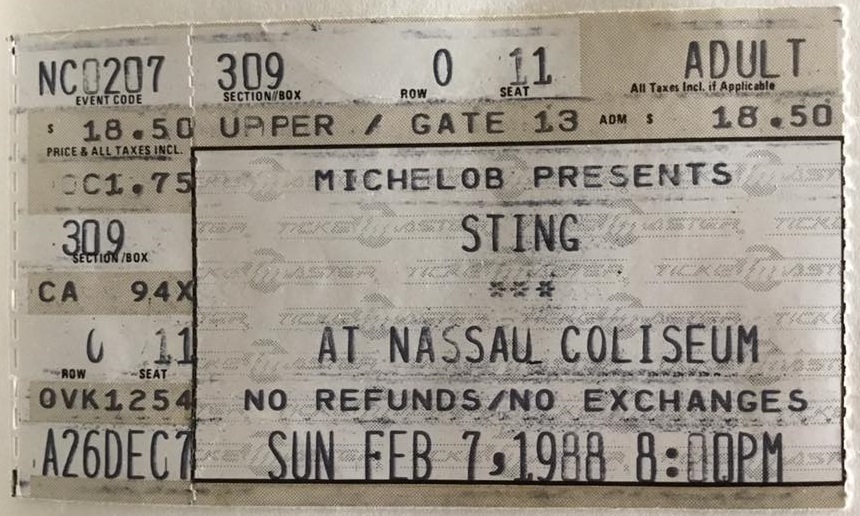 NC0207
EVENT CODE
$ 18.50
PRICE & ALL TAXES INCL.
C1.75
309
SECTION/BOX
CA 94X
0 11
ROW SEAT
OVK1254
A26DEC7
309 0 11 ADULT
SECTION/BOX ROW SEAT All Taxes Incl. if Applicable
UPPER / GATE 13 ADM $ 18.50
MICHELOB PRESENTS
STING
***
AT NASSAU COLISEUM
NO REFUNDS/NO EXCHANGES
SUN FEB 7,1988 8:00PM